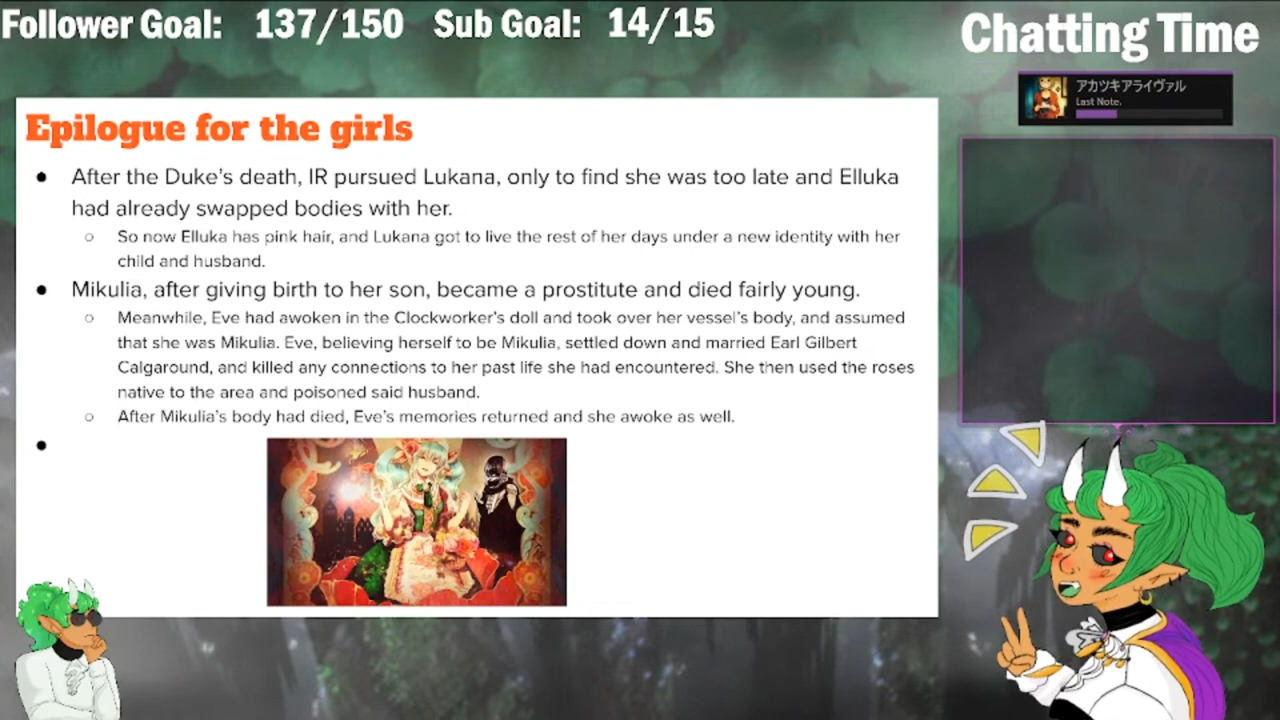 Follower Goal: 137/150 Sub Goal: 14/15
Chatting Time
アカツキアライヴァル
Last Note.
Epilogue for the girls
After the Duke's death, IR pursued Lukana, only to find she was too late and Elluka
had already swapped bodies with her.
So now Elluka has pink hair, and Lukana got to live the rest of her days under a new identity with her
child and husband.
Mikulia, after giving birth to her son, became a prostitute and died fairly young.
Meanwhile, Eve had awoken in the Clockworker's doll and took over her vessel's body, and assumed
that she was Mikulia. Eve, believing herself to be Mikulia, settled down and married Earl Gilbert
Calgaround, and killed any connections to her past life she had encountered. She then used the roses
native to the area and poisoned said husband.
After Mikulia's body had died, Eve's memories returned and she awoke as well.